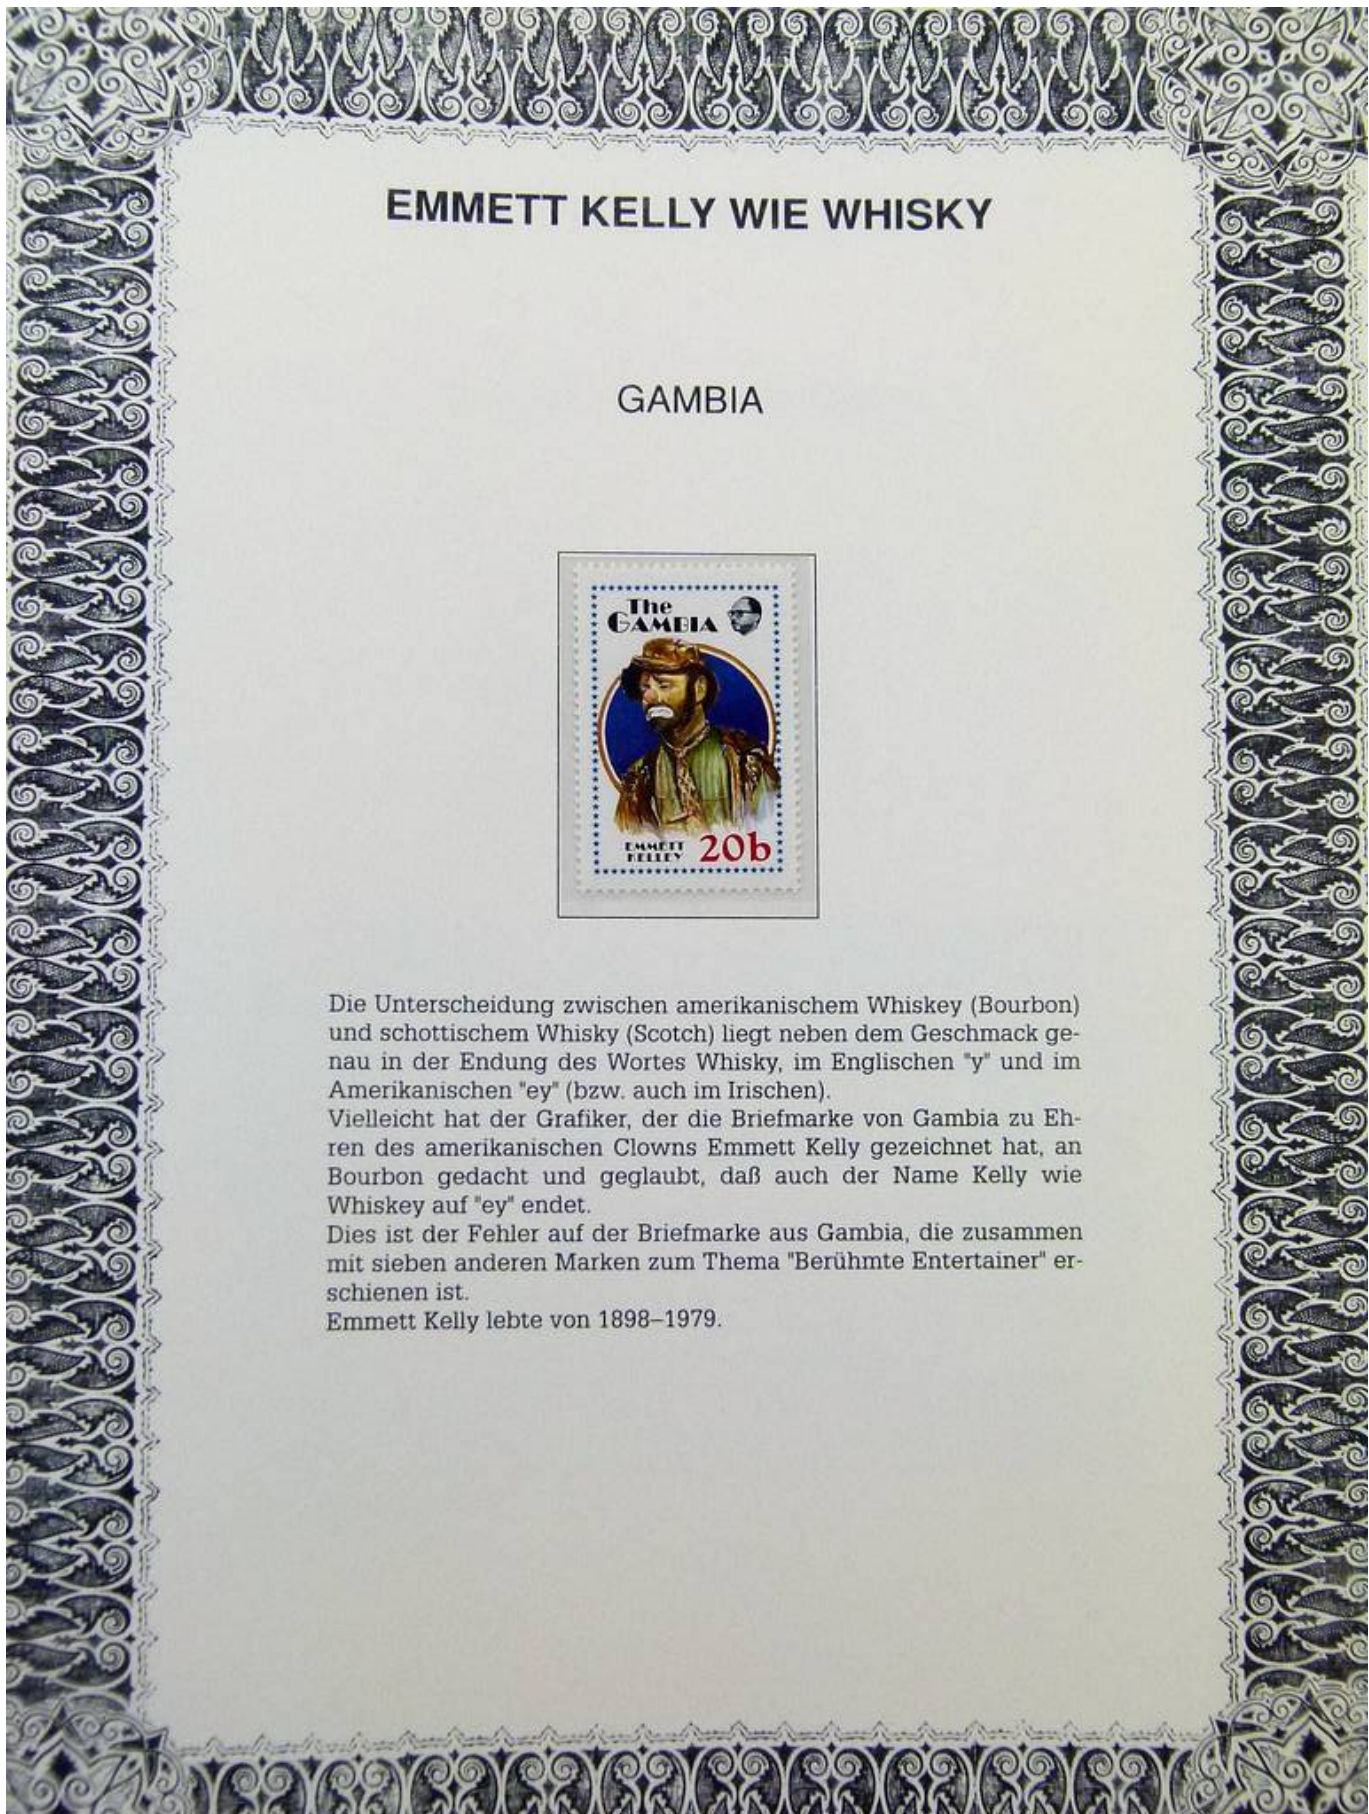 EMMETT KELLY WIE WHISKY
GAMBIA
The
GAMBIA
EMMETT
KELLEY
20b
Die Unterscheidung zwischen amerikanischem Whiskey (Bourbon)
und schottischem Whisky (Scotch) liegt neben dem Geschmack ge-
nau in der Endung des Wortes Whisky, im Englischen "y" und im
Amerikanischen "ey" (bzw. auch im Irischen).
Vielleicht hat der Grafiker, der die Briefmarke von Gambia zu Eh-
ren des amerikanischen Clowns Emmett Kelly gezeichnet hat, an
Bourbon gedacht und geglaubt, daß auch der Name Kelly wie
Whiskey auf "ey" endet.
Dies ist der Fehler auf der Briefmarke aus Gambia, die zusammen
mit sieben anderen Marken zum Thema "Berühmte Entertainer" er-
schienen ist.
Emmett Kelly lebte von 1898–1979.